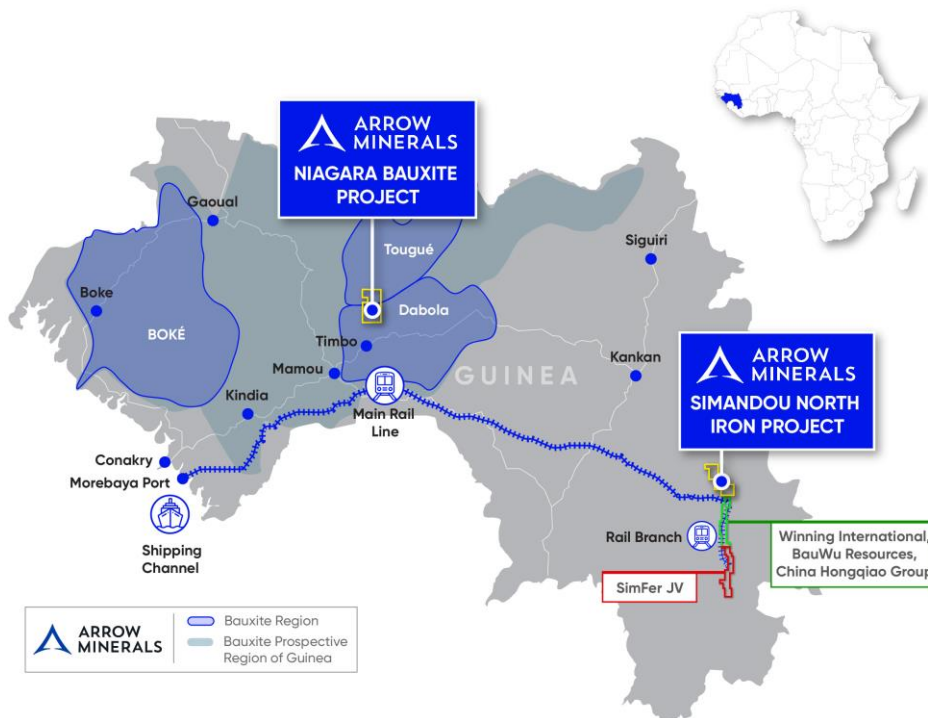 ARROW
MINERALS
NIAGARA BAUXITE
PROJECT
Gaoual
Tougué
Siguiri
Boke
BOKÉ
Dabola
Timbo
Mamou
GUINEA
Kankan
ARROW
MINERALS
SIMANDOU NORTH
IRON PROJECT
Kindia
Main Rail
Line
Conakry
Morebaya Port
Shipping
Channel
Rail Branch
Winning International,
BauWu Resources,
China Hongqiao Group
SimFer JV
ARROW
MINERALS
Bauxite Region
Bauxite Prospective
Region of Guinea